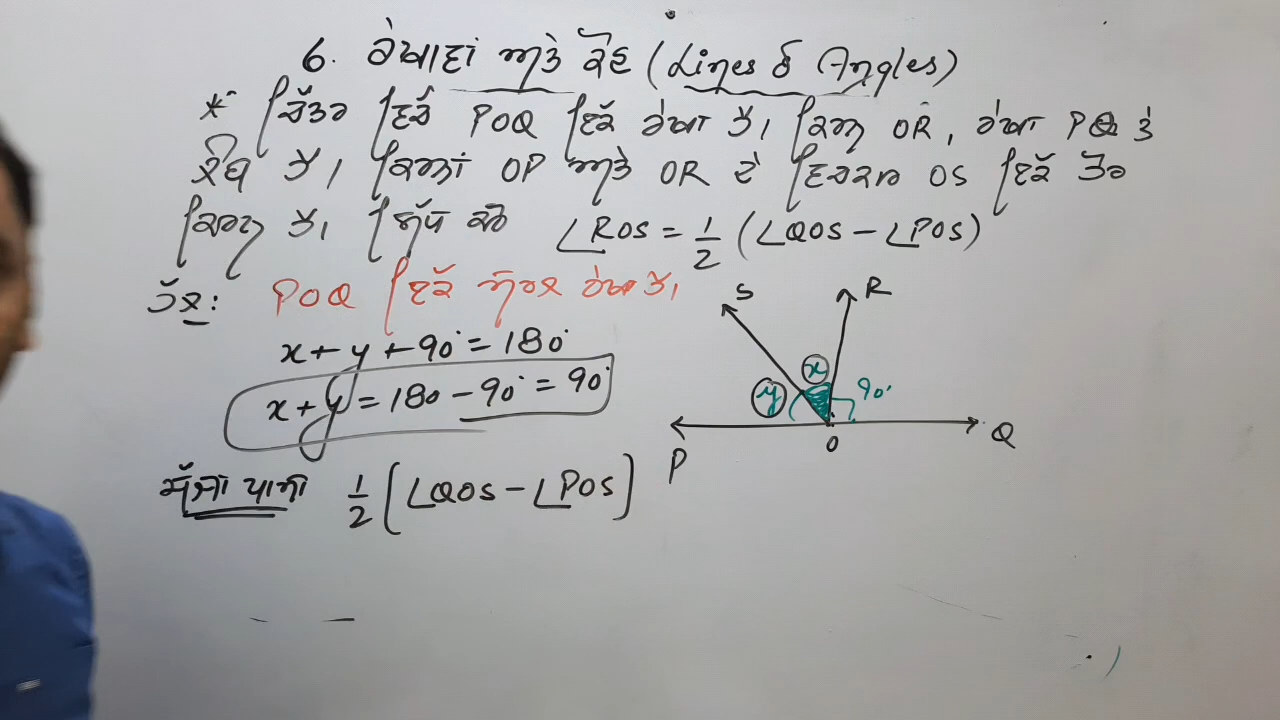 6. ਰੇਖਾਵਾਂ ਅਤੇ ਕੋਣ (Lines & Angles)
* ਚਿੱਤਰ ਵਿੱਚ POQ ਇੱਕ ਰੇਖਾ ਹੈ। ਕਿਰਨ OR, ਰੇਖਾ PQ ਤੇ
ਲੰਬ ਹੈ। ਕਿਰਨਾਂ OP ਅਤੇ OR ਦੇ ਵਿਚਕਾਰ OS ਇੱਕ ਹੋਰ
ਕਿਰਨ ਹੈ। ਸਿੱਧ ਕਰੋ ∠ROS = 1/2 (∠QOS - ∠POS)
ਹੱਲ: POQ ਇੱਕ ਸਰਲ ਰੇਖਾ ਹੈ।
x + y + 90° = 180°
x + y = 180 - 90° = 90°
ਸੱਜਾ ਪਾਸਾ 1/2 [∠QOS - ∠POS]
S R
x
y 90°
O Q
P